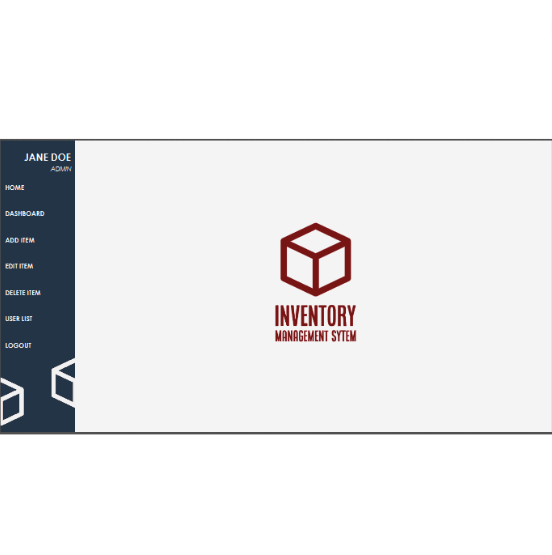 JANE DOE
ADMIN
HOME
DASHBOARD
ADD ITEM
EDIT ITEM
DELETE ITEM
USER LIST
LOGOUT
INVENTORY
MANAGEMENT SYTEM